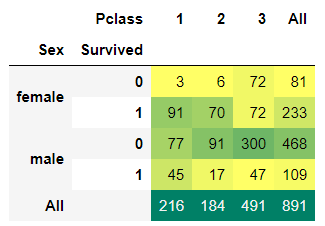 Pclass 1 2 3 All
Sex Survived
female 0 3 6 72 81
1 91 70 72 233
male 0 77 91 300 468
1 45 17 47 109
All 216 184 491 891